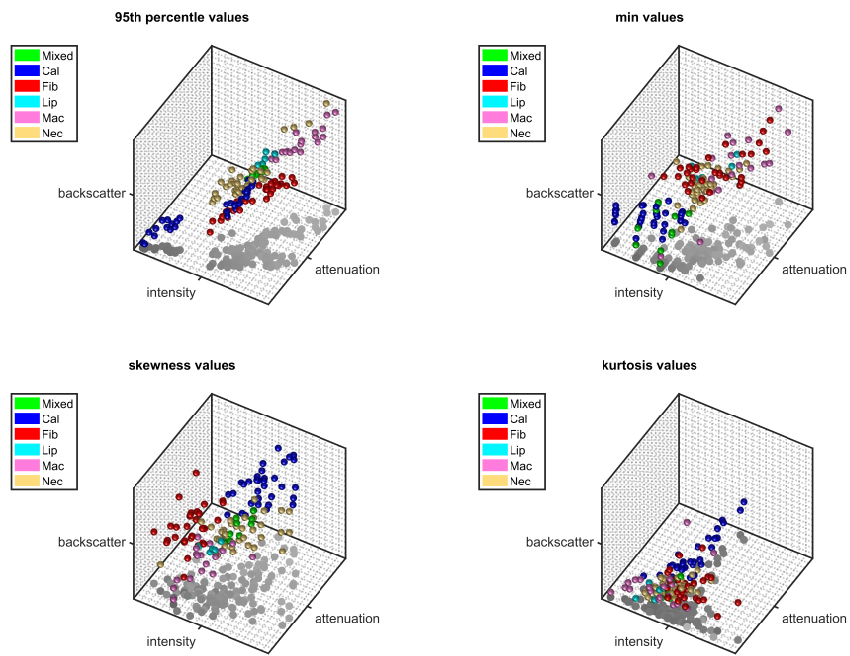 95th percentle values
Mixed
Cal
Fib
Lip
Mac
Nec
backscatter
intensity
attenuation
min values
Mixed
Cal
Fib
Lip
Mac
Nec
backscatter
intensity
attenuation
skewness values
Mixed
Cal
Fib
Lip
Mac
Nec
backscatter
intensity
attenuation
kurtosis values
Mixed
Cal
Fib
Lip
Mac
Nec
backscatter
intensity
attenuation